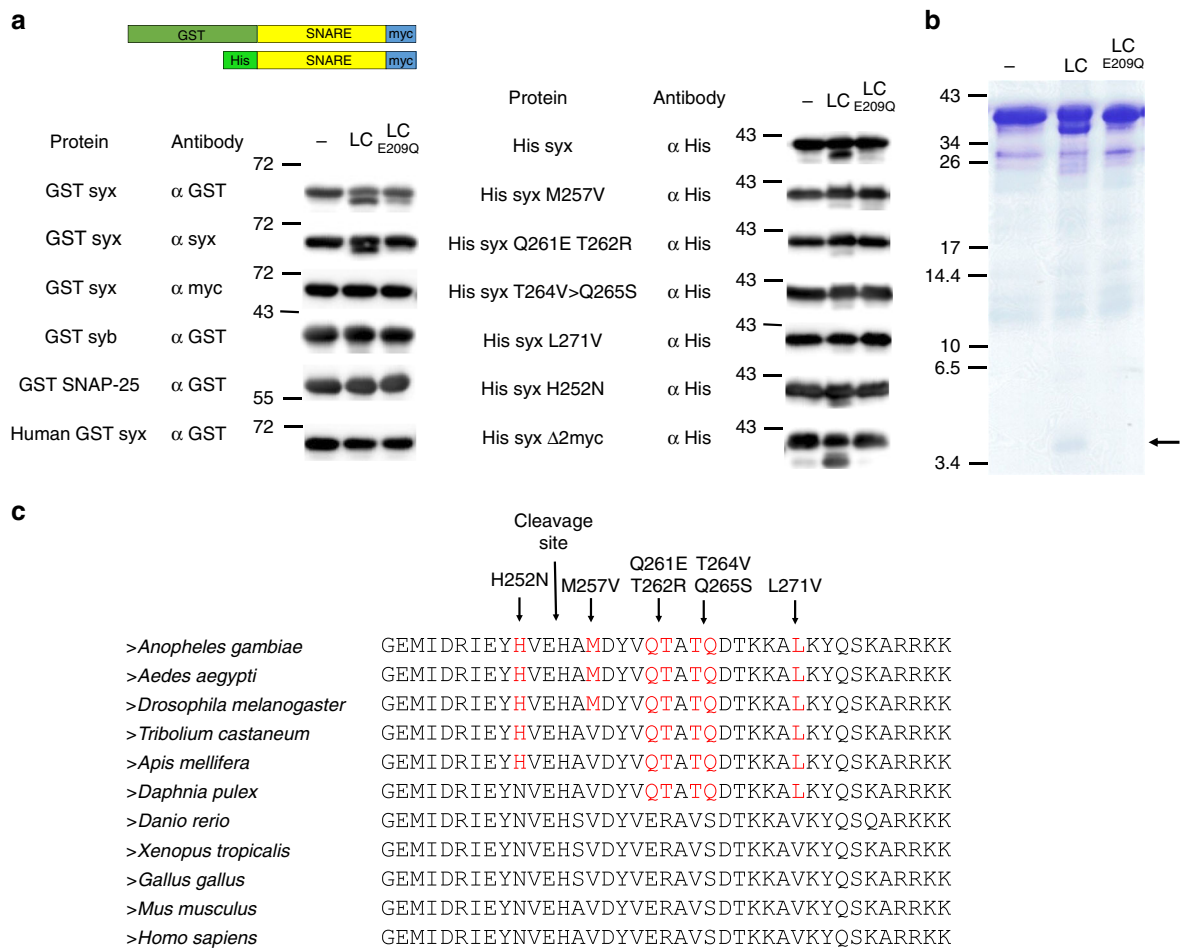 a
GST SNARE myc
His SNARE myc
Protein Antibody – LC LC E209Q
72
GST syx α GST
72
GST syx α syx
72
GST syx α myc
43
GST syb α GST
GST SNAP-25 α GST
55
72
Human GST syx α GST
Protein Antibody – LC LC E209Q
43
His syx α His
43
His syx M257V α His
43
His syx Q261E T262R α His
43
His syx T264V>Q265S α His
43
His syx L271V α His
43
His syx H252N α His
43
His syx Δ2myc α His
b
– LC LC E209Q
43
34
26
17
14.4
10
6.5
3.4
c
Cleavage
site
H252N M257V Q261E T262R T264V Q265S L271V
>Anopheles gambiae GEMIDRIEYHVEHAMDYVQTATQDTKKALKYQSKARRKK
>Aedes aegypti GEMIDRIEYHVEHAMDYVQTATQDTKKALKYQSKARRKK
>Drosophila melanogaster GEMIDRIEYHVEHAMDYVQTATQDTKKALKYQSKARRKK
>Tribolium castaneum GEMIDRIEYHVEHAVDYVQTATQDTKKALKYQSKARRKK
>Apis mellifera GEMIDRIEYHVEHAVDYVQTATQDTKKALKYQSKARRKK
>Daphnia pulex GEMIDRIEYNVEHAVDYVQTATQDTKKALKYQSKARRKK
>Danio rerio GEMIDRIEYNVEHSVDYVERAVSDTKKAVKYQSQARRKK
>Xenopus tropicalis GEMIDRIEYNVEHSVDYVERAVSDTKKAVKYQSKARRKK
>Gallus gallus GEMIDRIEYNVEHSVDYVERAVSDTKKAVKYQSKARRKK
>Mus musculus GEMIDRIEYNVEHSVDYVERAVSDTKKAVKYQSKARRKK
>Homo sapiens GEMIDRIEYNVEHSVDYVERAVSDTKKAVKYQSKARRKK